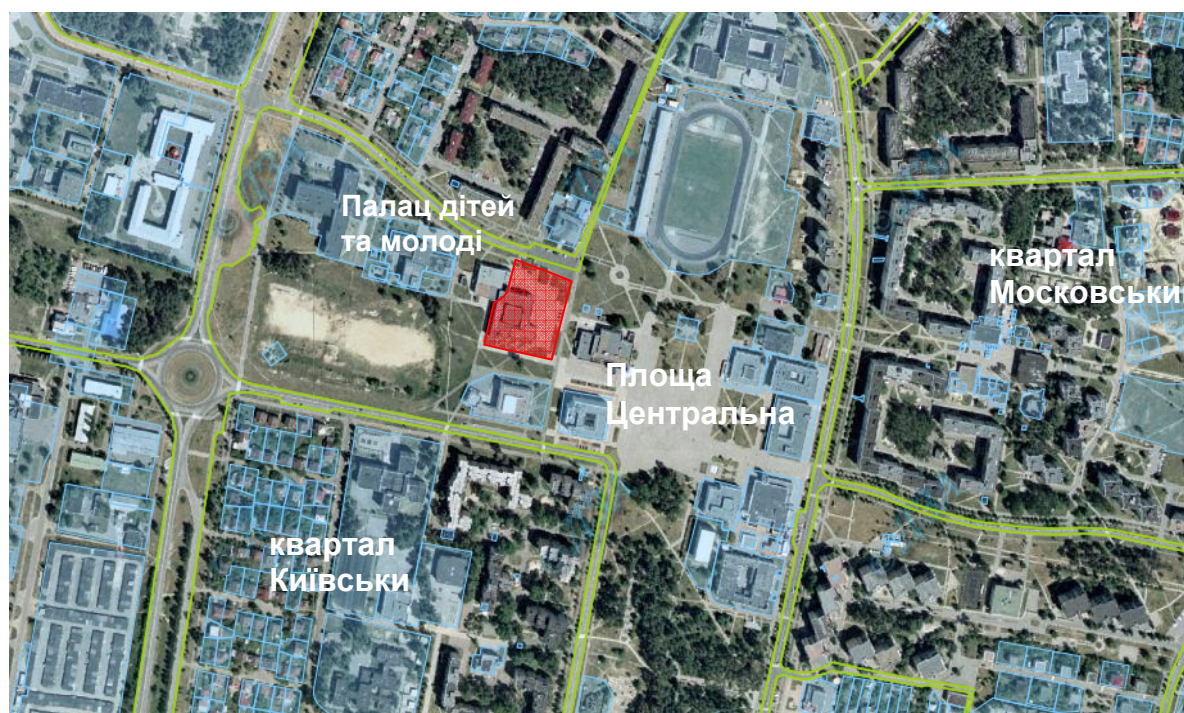 Палац дітей
та молоді
квартал
Московськи
Площа
Центральна
квартал
Київськи